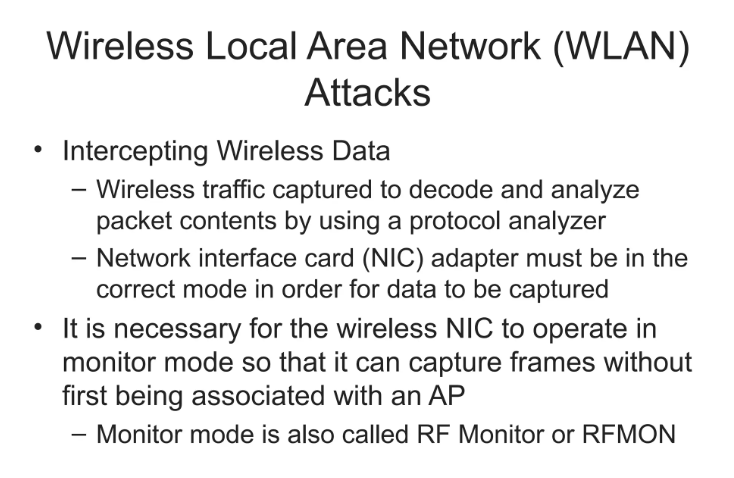 Wireless Local Area Network (WLAN)
Attacks
• Intercepting Wireless Data
– Wireless traffic captured to decode and analyze
packet contents by using a protocol analyzer
– Network interface card (NIC) adapter must be in the
correct mode in order for data to be captured
• It is necessary for the wireless NIC to operate in
monitor mode so that it can capture frames without
first being associated with an AP
– Monitor mode is also called RF Monitor or RFMON